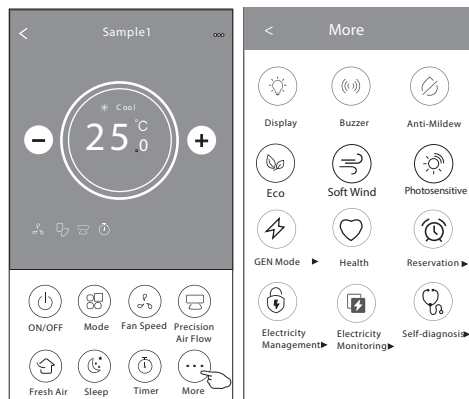 < Sample1 ooo
Cool
25.0 °C
ON/OFF Mode Fan Speed Precision
Air Flow
Fresh Air Sleep Timer More
< More
Display Buzzer Anti-Mildew
Eco Soft Wind Photosensitive
GEN Mode ▶ Health Reservation ▶
Electricity Electricity Self-diagnosis▶
Management▶ Monitoring▶